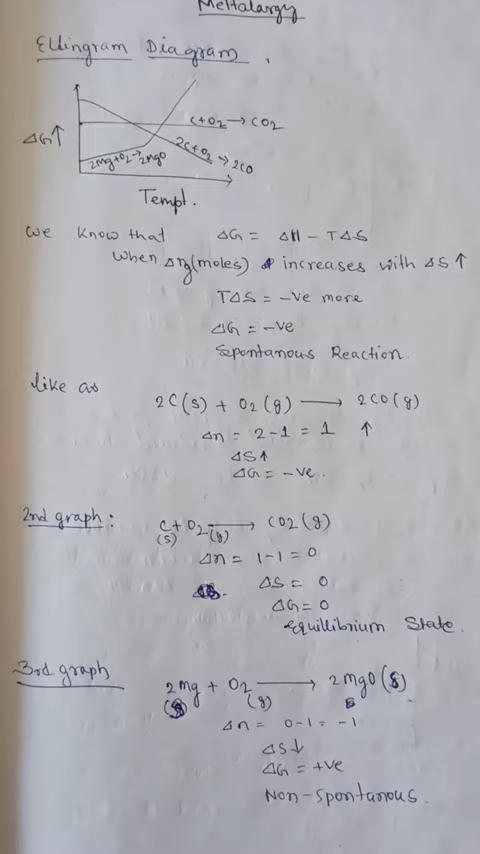 Mettalargy
Ellingram Diagram.
C+O2 → CO2
ΔG↑
2C+O2 → 2CO
2mg+O2→2mgO
Tempt.
we know that ΔG = ΔH - TΔS
when Δng(moles) increases with ΔS↑
TΔS = -ve more
ΔG = -ve
Spontanous Reaction.
like as
2C(s) + O2(g) ⟶ 2CO(g)
Δn = 2-1 = 1 ↑
ΔS↑
ΔG = -ve.
2nd graph: C+O2 ⟶ CO2(g)
(s) (g)
Δn = 1-1 = 0
ΔS = 0
ΔG = 0
Equillibrium State.
3rd graph
2mg + O2 ⟶ 2mgO(s)
(s) (g) s
Δn = 0-1 = -1
ΔS↓
ΔG = +ve
Non-spontanous.